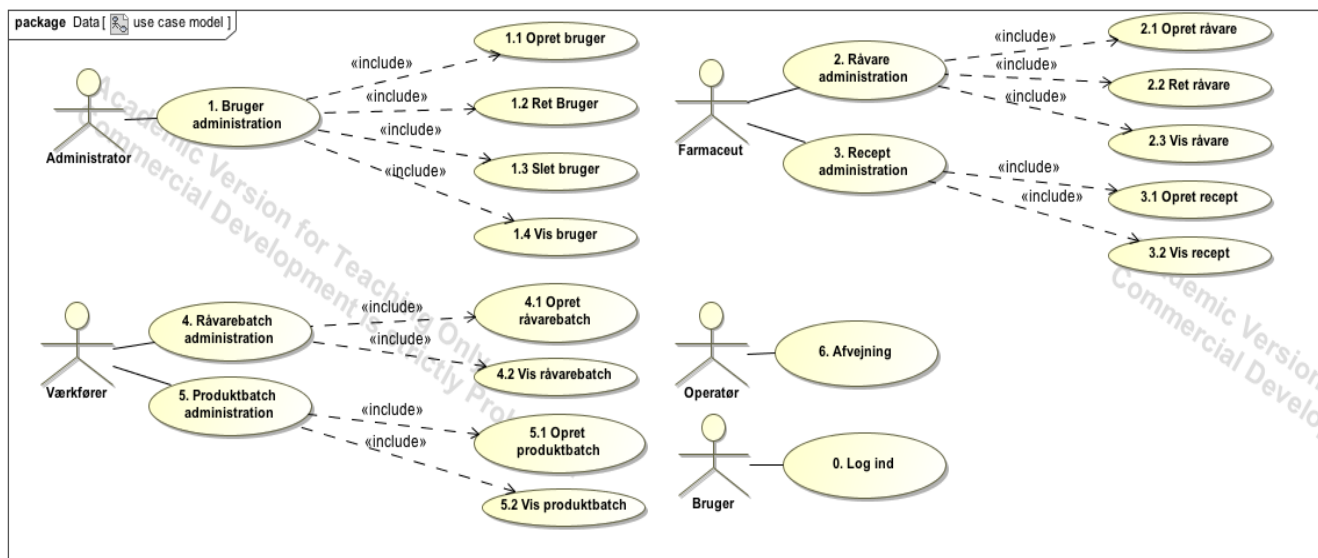 package Data [ use case model ]
Administrator
1. Bruger
administration
«include»
«include»
«include»
«include»
1.1 Opret bruger
1.2 Ret Bruger
1.3 Slet bruger
1.4 Vis bruger
Farmaceut
2. Råvare
administration
«include»
«include»
«include»
2.1 Opret råvare
2.2 Ret råvare
2.3 Vis råvare
3. Recept
administration
«include»
«include»
3.1 Opret recept
3.2 Vis recept
Værkfører
4. Råvarebatch
administration
«include»
«include»
4.1 Opret
råvarebatch
4.2 Vis råvarebatch
5. Produktbatch
administration
«include»
«include»
5.1 Opret
produktbatch
5.2 Vis produktbatch
Operatør
6. Afvejning
Bruger
0. Log ind
Academic Version for Teaching Only
Commercial Development is strictly
Academic Version
Commercial